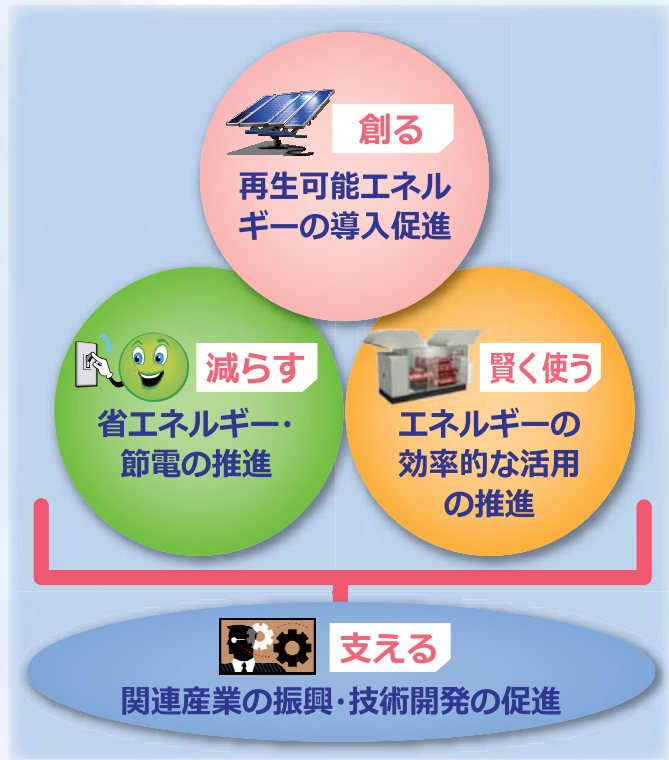 創る
再生可能エネル
ギーの導入促進
減らす
省エネルギー・
節電の推進
賢く使う
エネルギーの
効率的な活用
の推進
支える
関連産業の振興・技術開発の促進